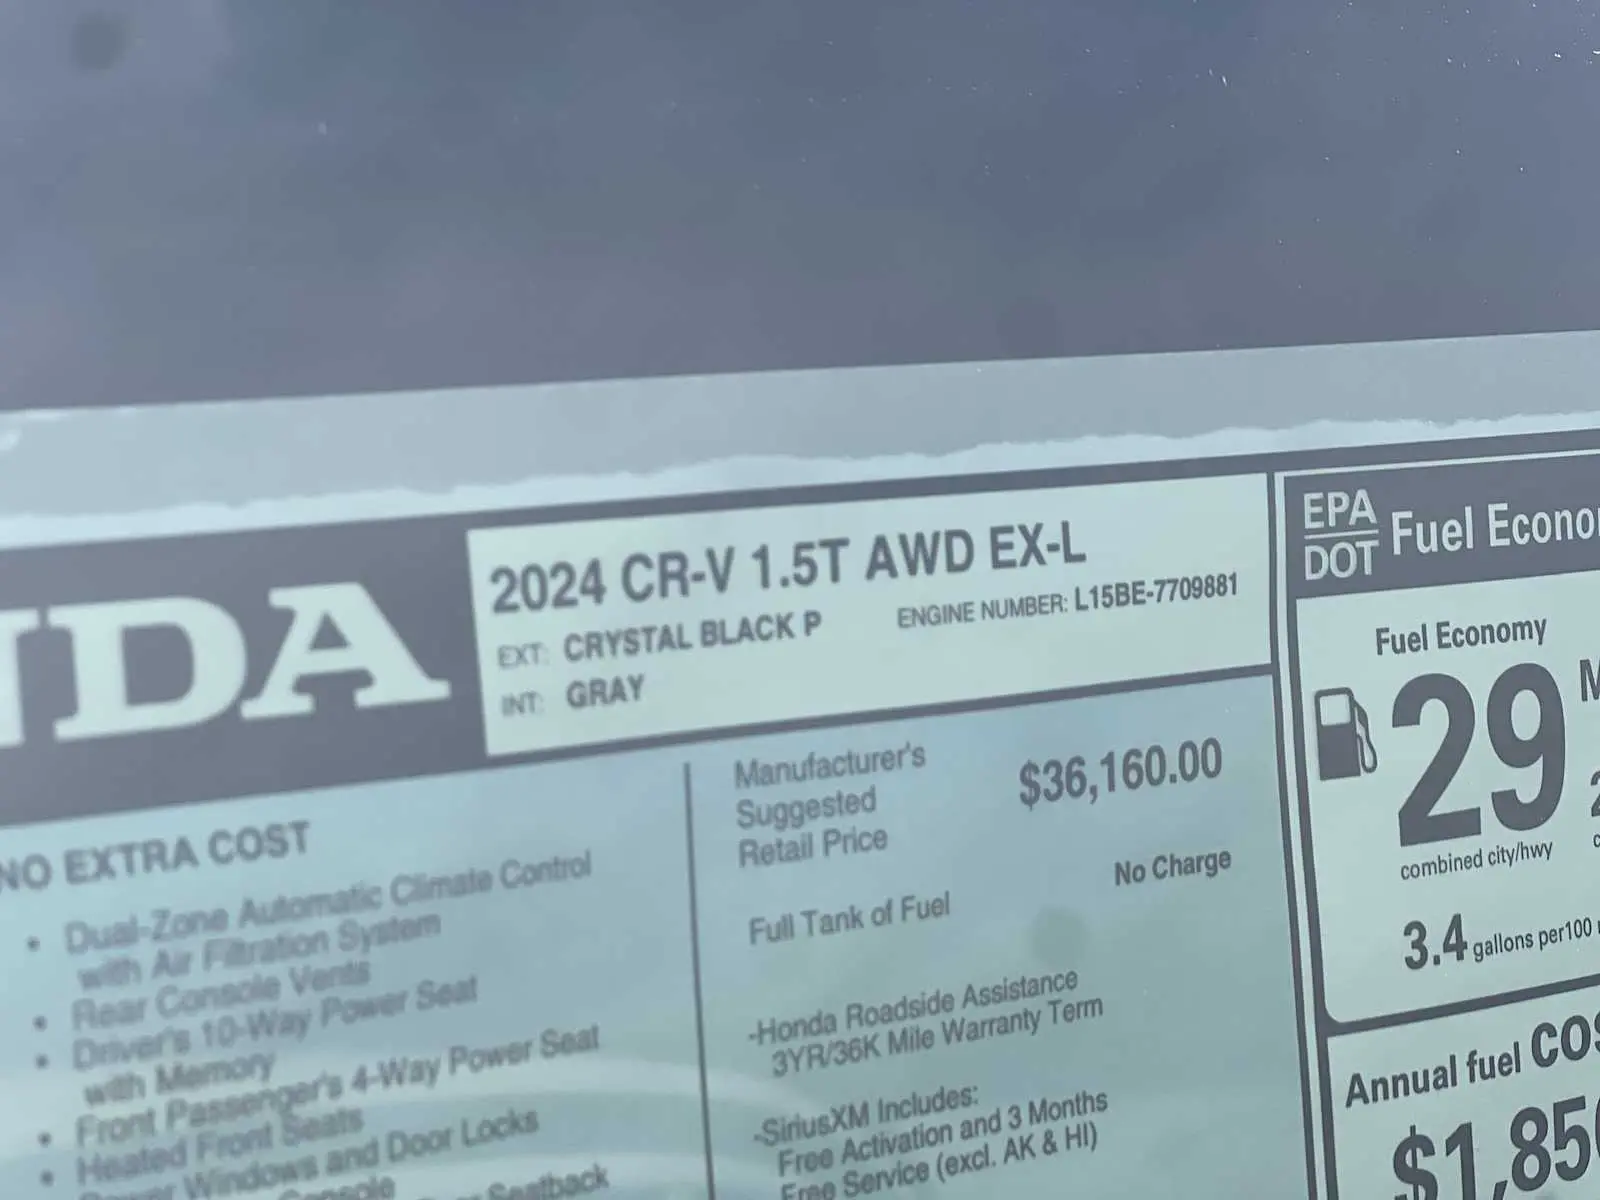 NDA
2024 CR-V 1.5T AWD EX-L
EXT: CRYSTAL BLACK P
ENGINE NUMBER: L15BE-7709881
INT: GRAY
NO EXTRA COST
• Dual-Zone Automatic Climate Control
with Air Filtration System
• Rear Console Vents
• Driver's 10-Way Power Seat
with Memory
• Front Passenger's 4-Way Power Seat
• Heated Front Seats
Power Windows and Door Locks
Console
Seatback
Manufacturer's
Suggested
Retail Price
$36,160.00
Full Tank of Fuel
No Charge
-Honda Roadside Assistance
3YR/36K Mile Warranty Term
-SiriusXM Includes:
Free Activation and 3 Months
Free Service (excl. AK & HI)
EPA
DOT
Fuel Econo
Fuel Economy
29
combined city/hwy
3.4 gallons per100
Annual fuel COS
$1,850